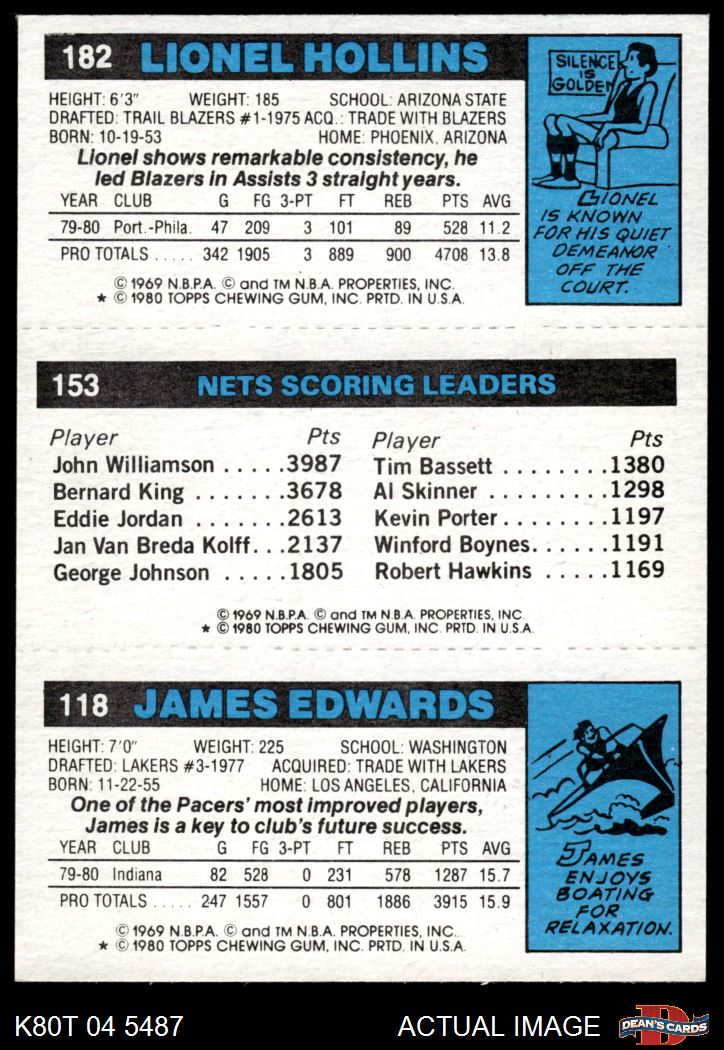 182 LIONEL HOLLINS
HEIGHT: 6'3" WEIGHT: 185 SCHOOL: ARIZONA STATE
DRAFTED: TRAIL BLAZERS #1-1975 ACQ.: TRADE WITH BLAZERS
BORN: 10-19-53 HOME: PHOENIX, ARIZONA
Lionel shows remarkable consistency, he
led Blazers in Assists 3 straight years.
YEAR CLUB G FG 3-PT FT REB PTS AVG
79-80 Port.-Phila. 47 209 3 101 89 528 11.2
PRO TOTALS ..... 342 1905 3 889 900 4708 13.8
© 1969 N.B.P.A. © and TM N.B.A. PROPERTIES, INC.
* © 1980 TOPPS CHEWING GUM, INC. PRTD. IN U.S.A.
SILENCE
IS
GOLDEN
LIONEL
IS KNOWN
FOR HIS QUIET
DEMEANOR
OFF THE
COURT.
153 NETS SCORING LEADERS
Player Pts Player Pts
John Williamson .....3987 Tim Bassett ........1380
Bernard King .......3678 Al Skinner ........1298
Eddie Jordan .......2613 Kevin Porter........1197
Jan Van Breda Kolff...2137 Winford Boynes......1191
George Johnson .....1805 Robert Hawkins .....1169
© 1969 N.B.P.A. © and TM N.B.A. PROPERTIES, INC.
* © 1980 TOPPS CHEWING GUM, INC. PRTD. IN U.S.A.
118 JAMES EDWARDS
HEIGHT: 7'0" WEIGHT: 225 SCHOOL: WASHINGTON
DRAFTED: LAKERS #3-1977 ACQUIRED: TRADE WITH LAKERS
BORN: 11-22-55 HOME: LOS ANGELES, CALIFORNIA
One of the Pacers' most improved players,
James is a key to club's future success.
YEAR CLUB G FG 3-PT FT REB PTS AVG
79-80 Indiana 82 528 0 231 578 1287 15.7
PRO TOTALS ..... 247 1557 0 801 1886 3915 15.9
© 1969 N.B.P.A. © and TM N.B.A. PROPERTIES, INC.
* © 1980 TOPPS CHEWING GUM, INC. PRTD. IN U.S.A.
JAMES
ENJOYS
BOATING
FOR
RELAXATION.
K80T 04 5487 ACTUAL IMAGE D DEAN'S CARDS